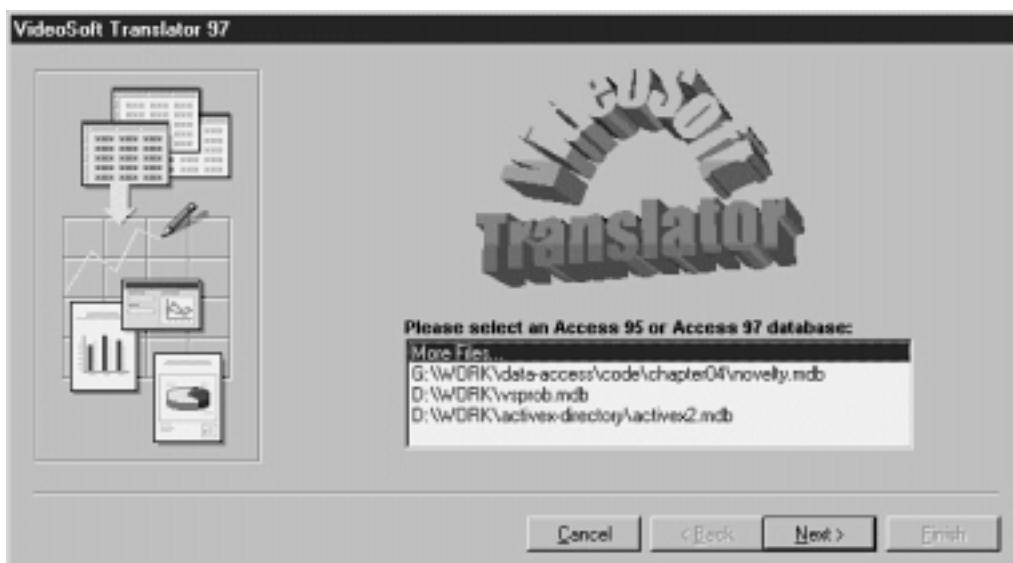 VideoSoft Translator 97
VideoSoft
Translator
Please select an Access 95 or Access 97 database:
More Files...
G:\WORK\data-access\code\chapter04\novelty.mdb
D:\WORK\vsprob.mdb
D:\WORK\activex-directory\activex2.mdb
Cancel
< Back
Next >
Finish